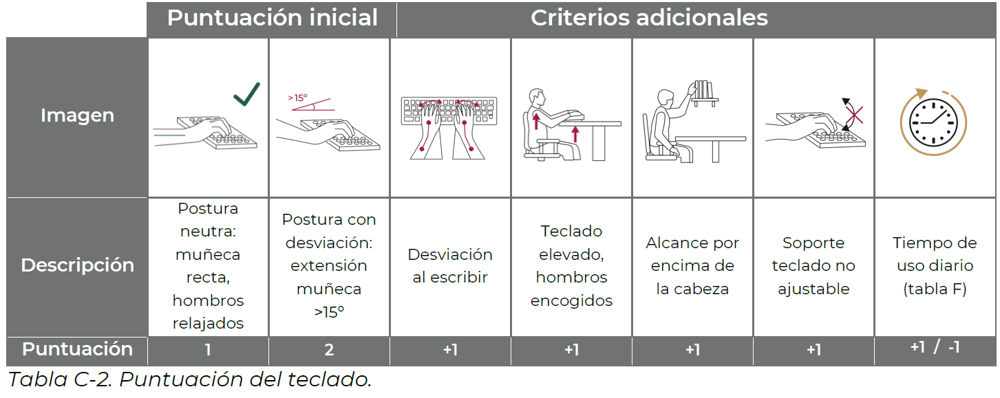 Puntuación inicial
Criterios adicionales
Imagen
>15°
Descripción
Postura
neutra:
muñeca
recta,
hombros
relajados
Postura con
desviación:
extensión
muñeca
>15°
Desviación
al escribir
Teclado
elevado,
hombros
encogidos
Alcance por
encima de
la cabeza
Soporte
teclado no
ajustable
Tiempo de
uso diario
(tabla F)
Puntuación
1
2
+1
+1
+1
+1
+1 / -1
Tabla C-2. Puntuación del teclado.